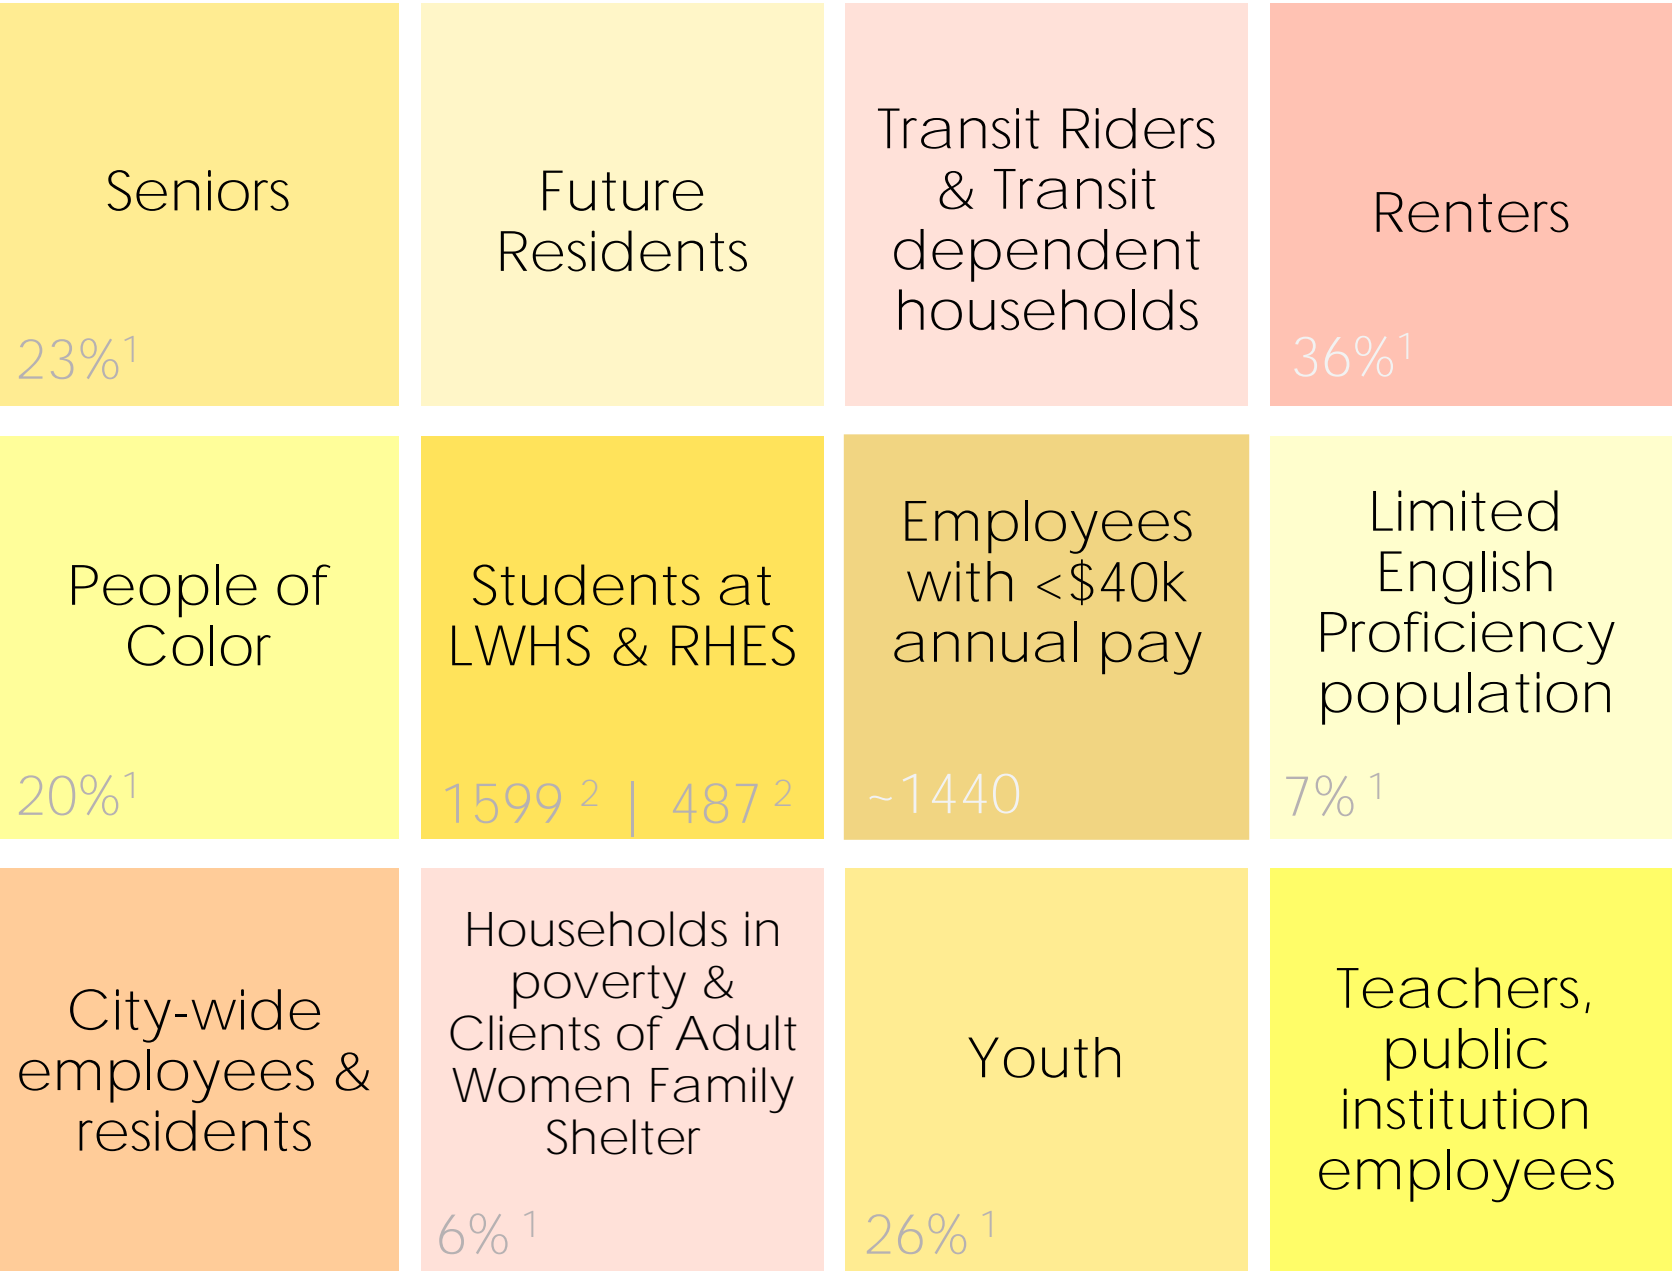 Seniors
23%¹
Future
Residents
Transit Riders
& Transit
dependent
households
Renters
36%¹
People of
Color
20%¹
Students at
LWHS & RHES
1599 ² | 487 ²
Employees
with <$40k
annual pay
~1440
Limited
English
Proficiency
population
7% ¹
City-wide
employees &
residents
Households in
poverty &
Clients of Adult
Women Family
Shelter
6% ¹
Youth
26% ¹
Teachers,
public
institution
employees